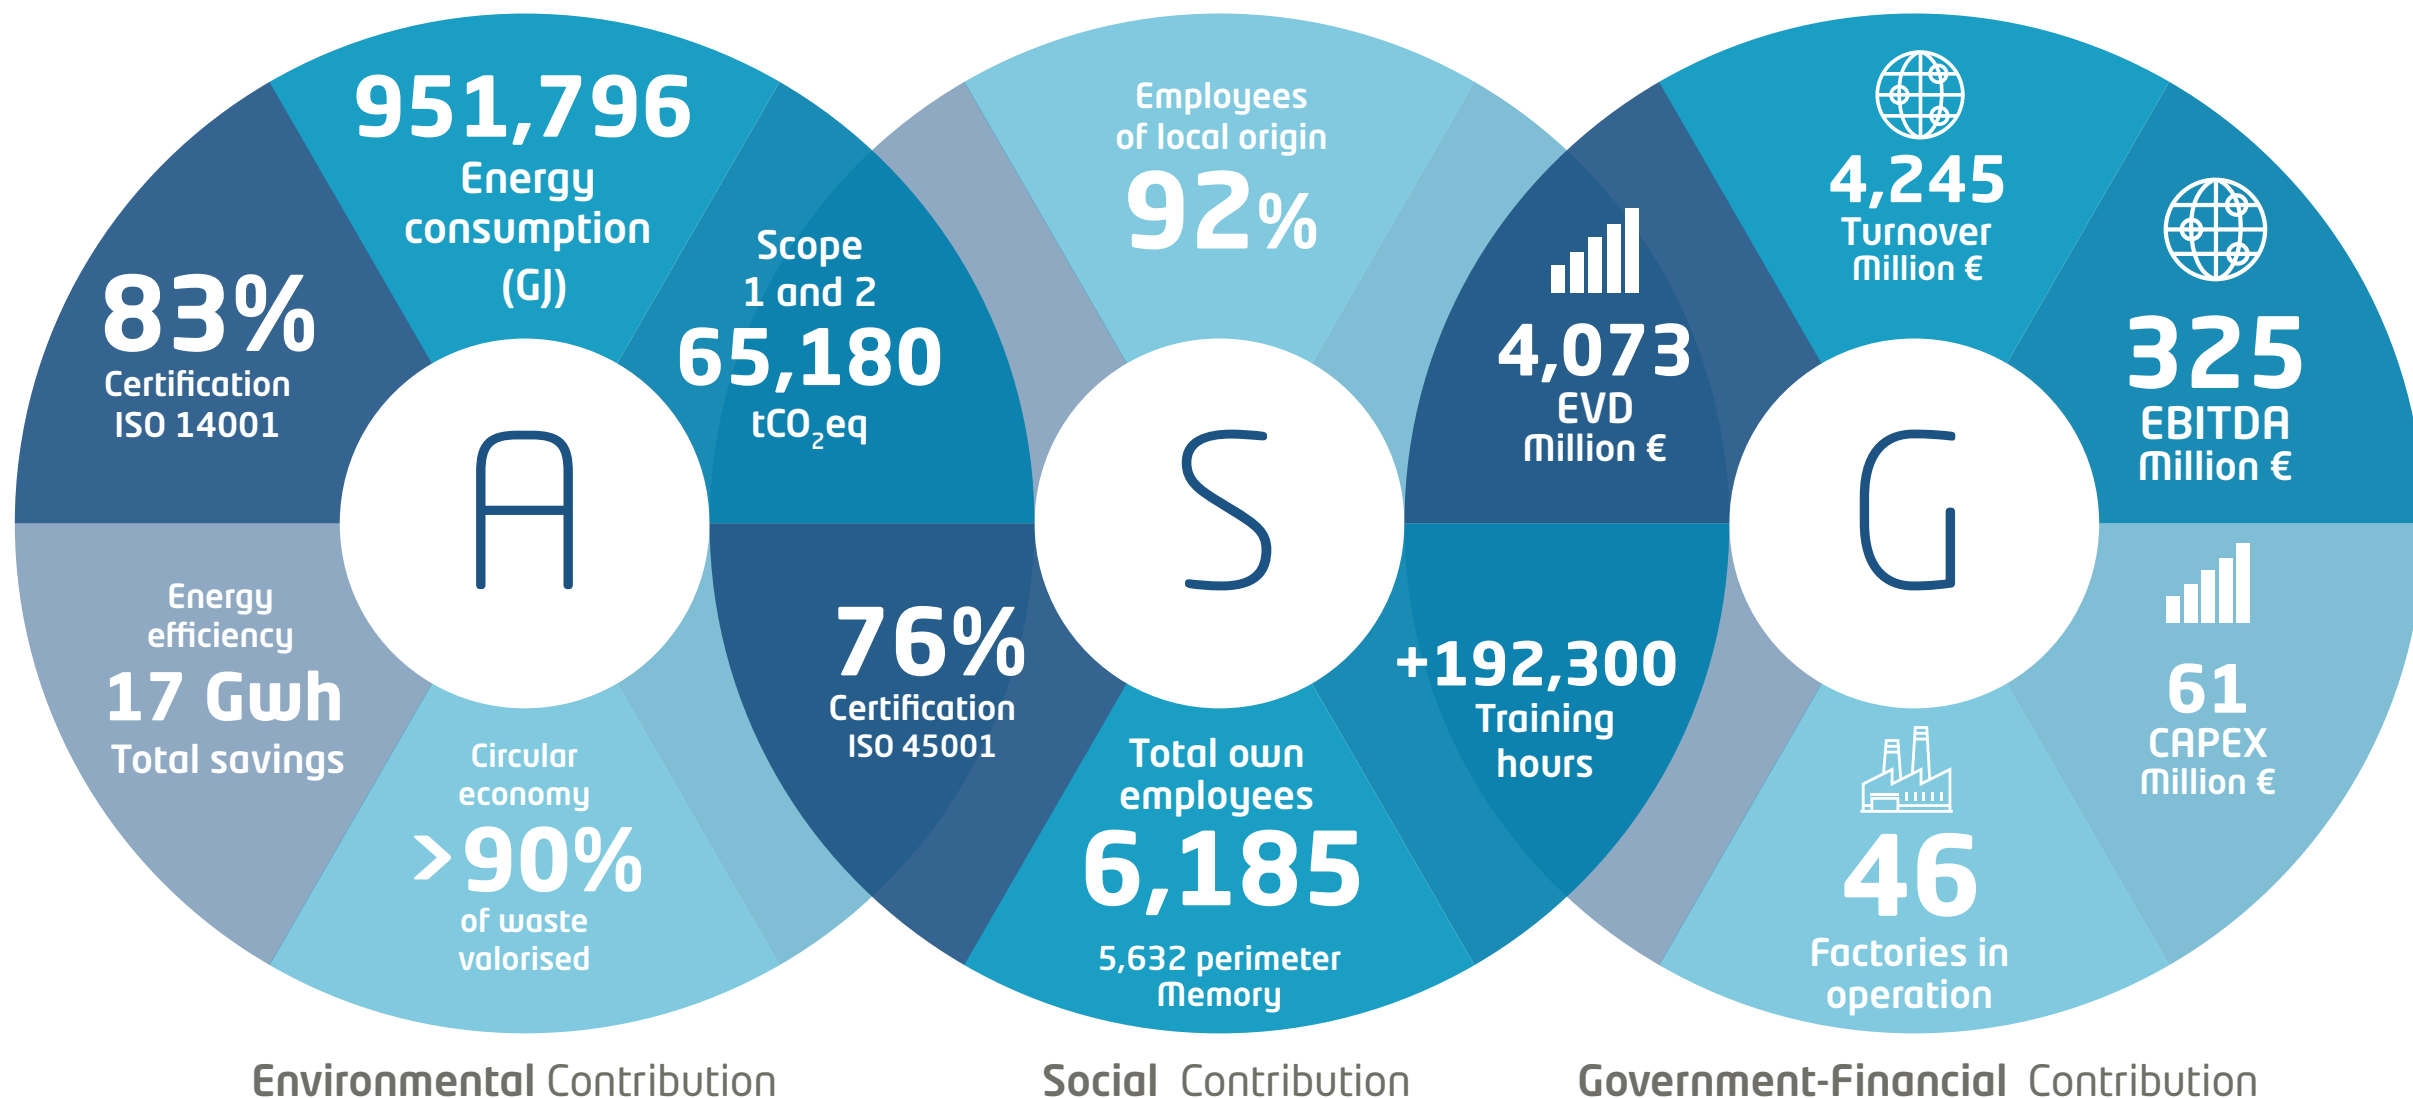 951,796
Energy
consumption
(GJ)
83%
Certification
ISO 14001
Scope
1 and 2
65,180
tCO₂eq
A
Energy
efficiency
17 Gwh
Total savings
Circular
economy
>90%
of waste
valorised
Environmental Contribution
Employees
of local origin
92%
S
76%
Certification
ISO 45001
Total own
employees
6,185
5,632 perimeter
Memory
+192,300
Training
hours
Social Contribution
4,073
EVD
Million €
4,245
Turnover
Million €
325
EBITDA
Million €
G
61
CAPEX
Million €
46
Factories in
operation
Government-Financial Contribution